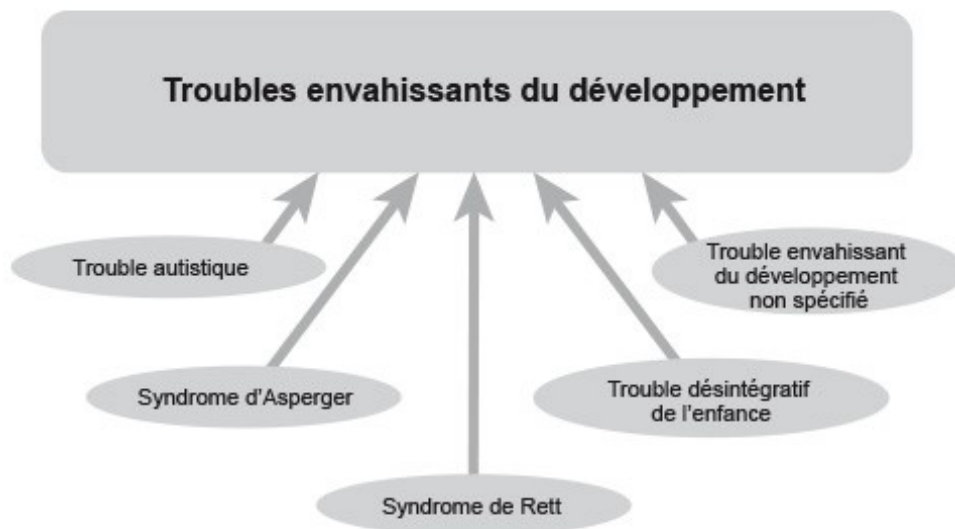 Troubles envahissants du développement
Trouble autistique
Trouble envahissant
du développement
non spécifié
Syndrome d'Asperger
Trouble désintégratif
de l'enfance
Syndrome de Rett